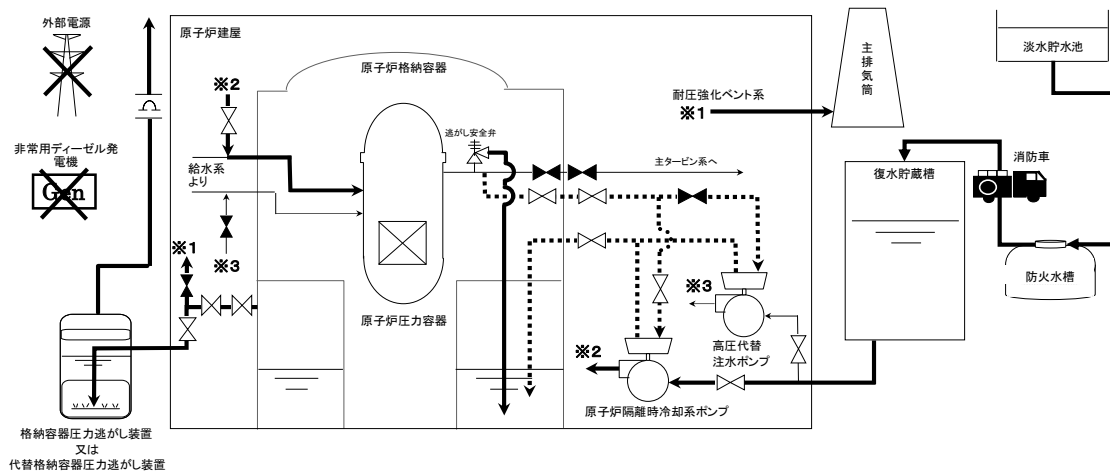 外部電源
非常用ディーゼル発
電機
Gen
原子炉建屋
※2
給水系
より
※1
※3
原子炉格納容器
逃がし安全弁
主タービン系へ
原子炉圧力容器
※3
高圧代替
注水ポンプ
※2
原子炉隔離時冷却系ポンプ
耐圧強化ベント系
※1
主
排
気
筒
淡水貯水池
復水貯蔵槽
消防車
防火水槽
格納容器圧力逃がし装置
又は
代替格納容器圧力逃がし装置